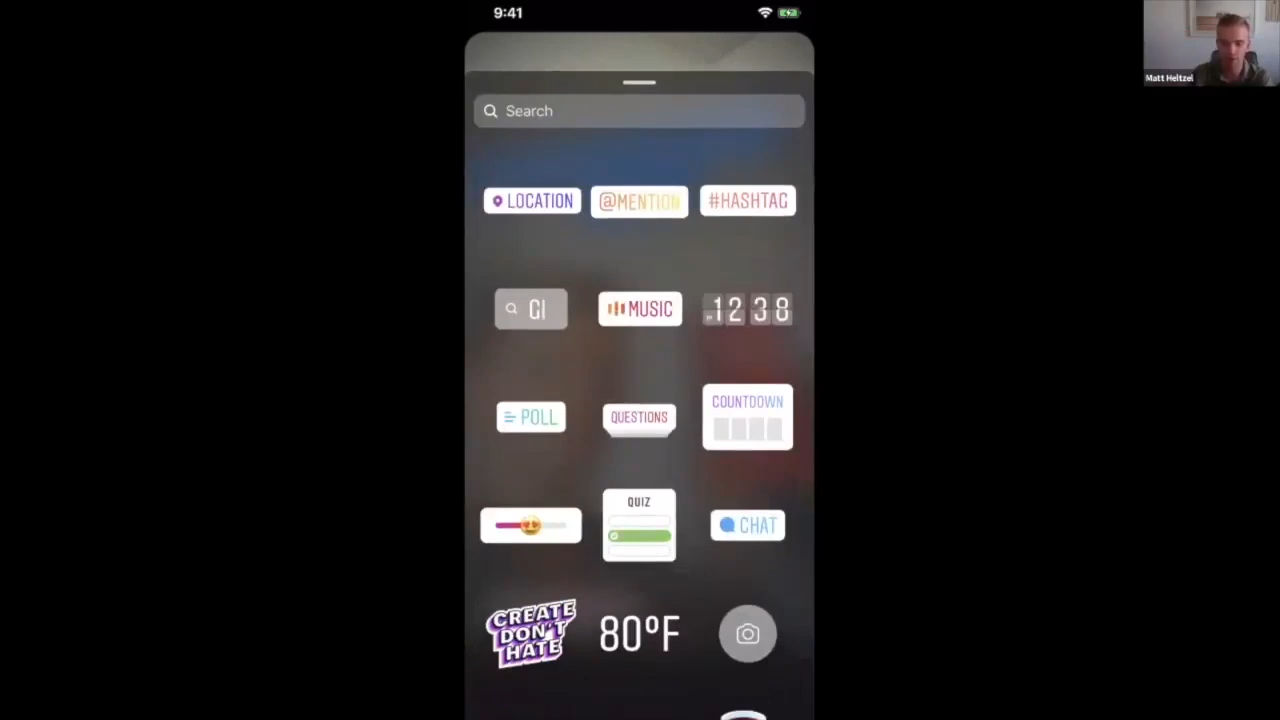 9:41
Matt Heltzel
Search
LOCATION
@MENTION
#HASHTAG
GI
MUSIC
12 38
POLL
QUESTIONS
COUNTDOWN
QUIZ
CHAT
CREATE
DON'T
HATE
80°F